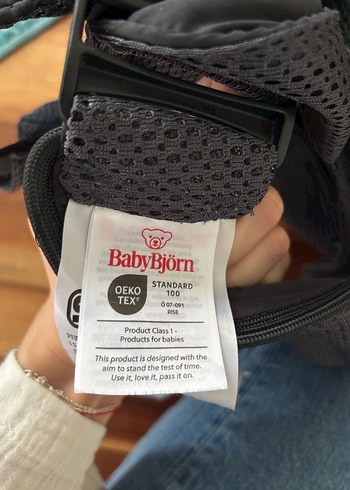 BabyBjörn
OEKO
TEX®
STANDARD
100
Ö 07-091
RISE
Product Class 1 -
Products for babies
This product is designed with the
aim to stand the test of time.
Use it, love it, pass it on.